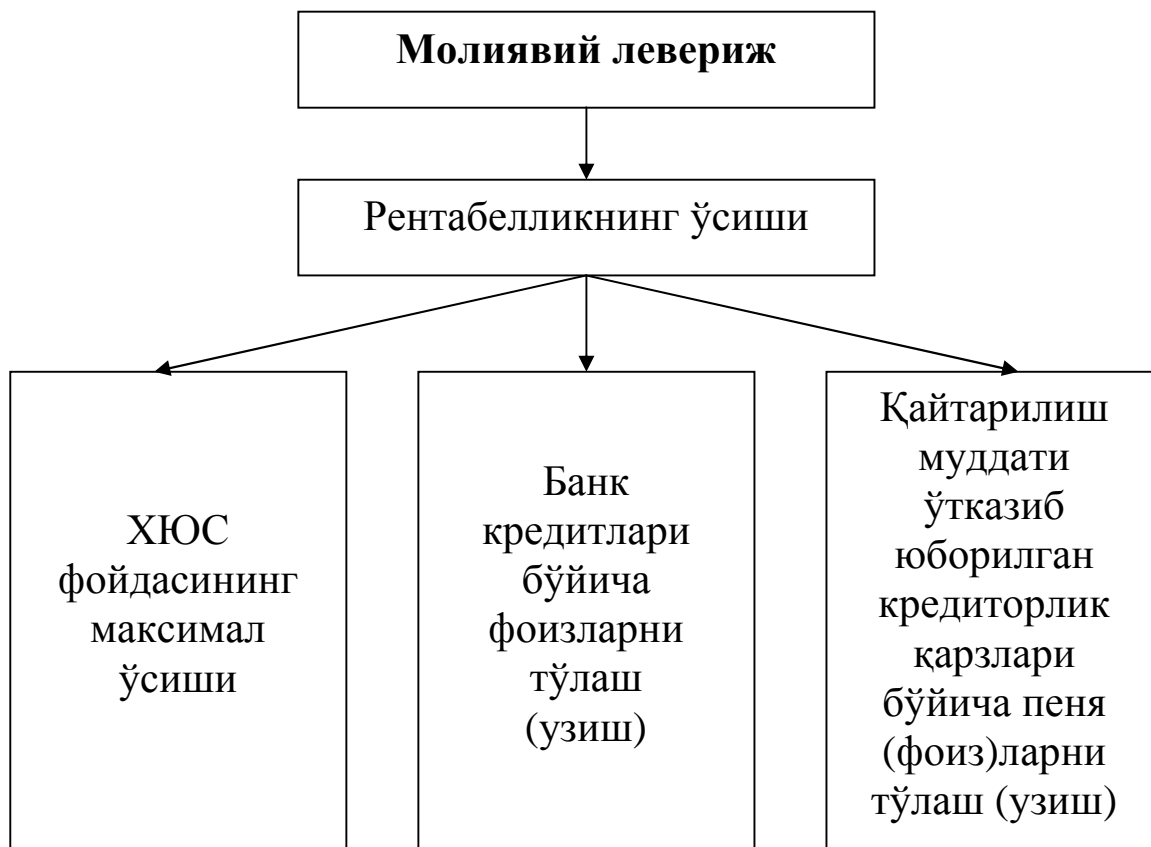 Молиявий левериж
Рентабелликнинг ўсиши
ХЮС
фойдасининг
максимал
ўсиши
Банк
кредитлари
бўйича
фоизларни
тўлаш
(узиш)
Қайтарилиш
муддати
ўтказиб
юборилган
кредиторлик
қарзлари
бўйича пеня
(фоиз)ларни
тўлаш (узиш)